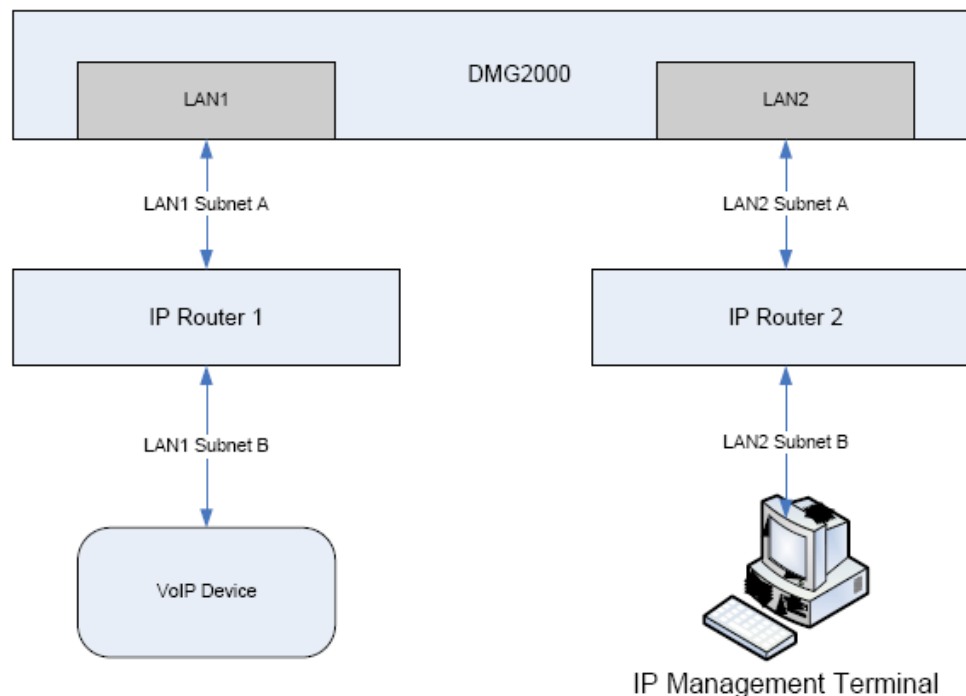 DMG2000
LAN1
LAN2
LAN1 Subnet A
LAN2 Subnet A
IP Router 1
IP Router 2
LAN1 Subnet B
LAN2 Subnet B
VoIP Device
IP Management Terminal